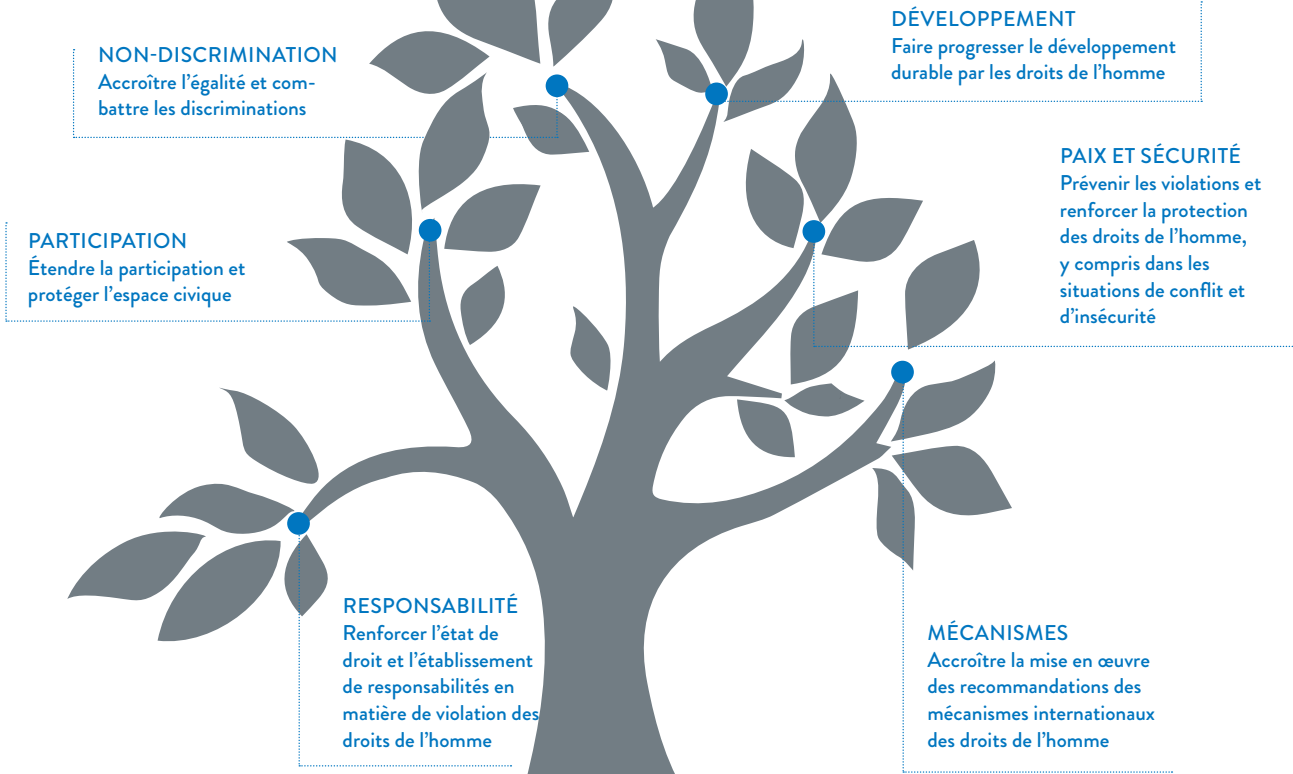 NON-DISCRIMINATION
Accroître l’égalité et com-
battre les discriminations
DÉVELOPPEMENT
Faire progresser le développement
durable par les droits de l’homme
PARTICIPATION
Étendre la participation et
protéger l’espace civique
PAIX ET SÉCURITÉ
Prévenir les violations et
renforcer la protection
des droits de l’homme,
y compris dans les
situations de conflit et
d’insécurité
RESPONSABILITÉ
Renforcer l’état de
droit et l’établissement
de responsabilités en
matière de violation des
droits de l’homme
MÉCANISMES
Accroître la mise en œuvre
des recommandations des
mécanismes internationaux
des droits de l’homme